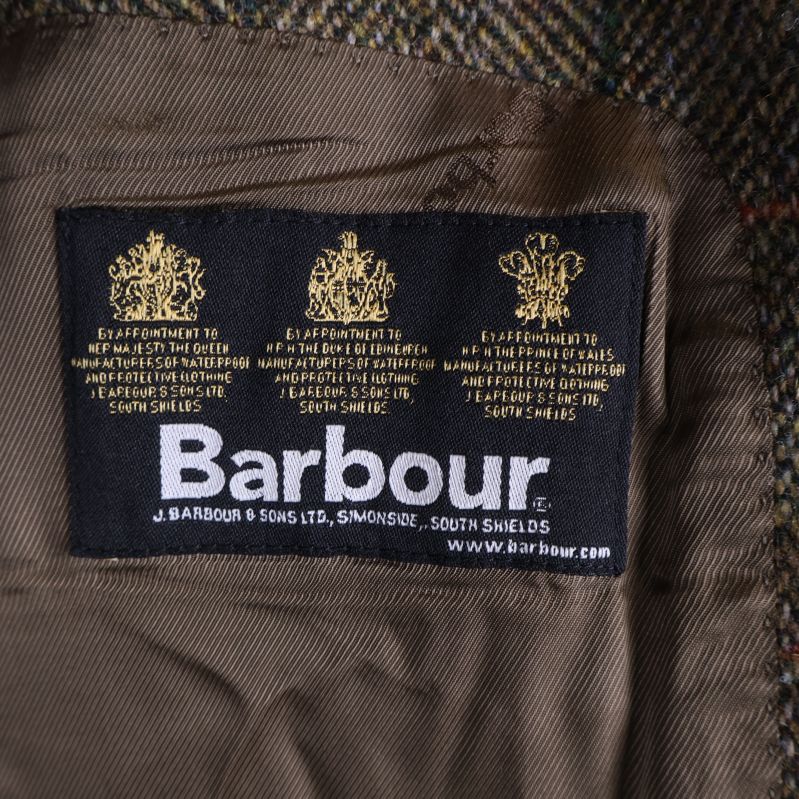 BY APPOINTMENT TO
HER MAJESTY THE QUEEN
MANUFACTURERS OF WATERPROOF
AND PROTECTIVE CLOTHING
J BARBOUR & SONS LTD,
SOUTH SHIELDS
BY APPOINTMENT TO
H.R.H THE DUKE OF EDINBURGH
MANUFACTURERS OF WATERPROOF
AND PROTECTIVE CLOTHING
J BARBOUR & SONS LTD,
SOUTH SHIELDS
BY APPOINTMENT TO
H.R.H THE PRINCE OF WALES
MANUFACTURERS OF WATERPROOF
AND PROTECTIVE CLOTHING
J BARBOUR & SONS LTD,
SOUTH SHIELDS
Barbour
J. BARBOUR & SONS LTD., SIMONSIDE,. SOUTH SHIELDS
www.barbour.com